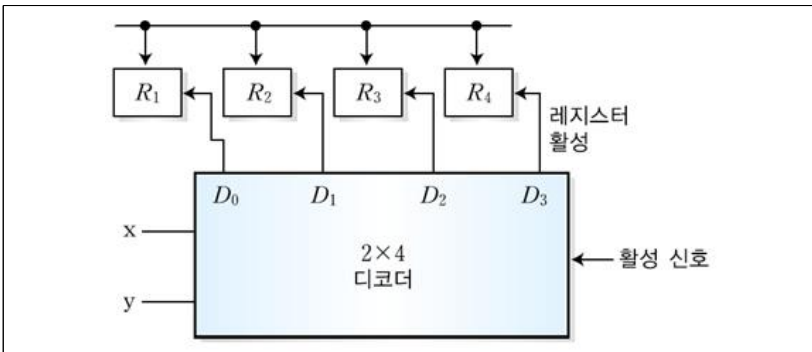 R₁ R₂ R₃ R₄
레지스터
활성
D₀ D₁ D₂ D₃
x
2×4
디코더
활성 신호
y